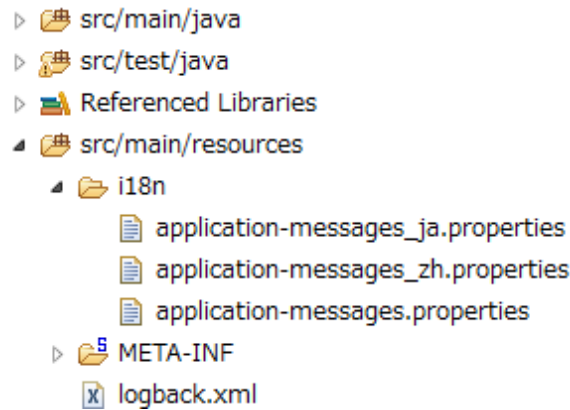 src/main/java
src/test/java
Referenced Libraries
src/main/resources
i18n
application-messages_ja.properties
application-messages_zh.properties
application-messages.properties
META-INF
logback.xml